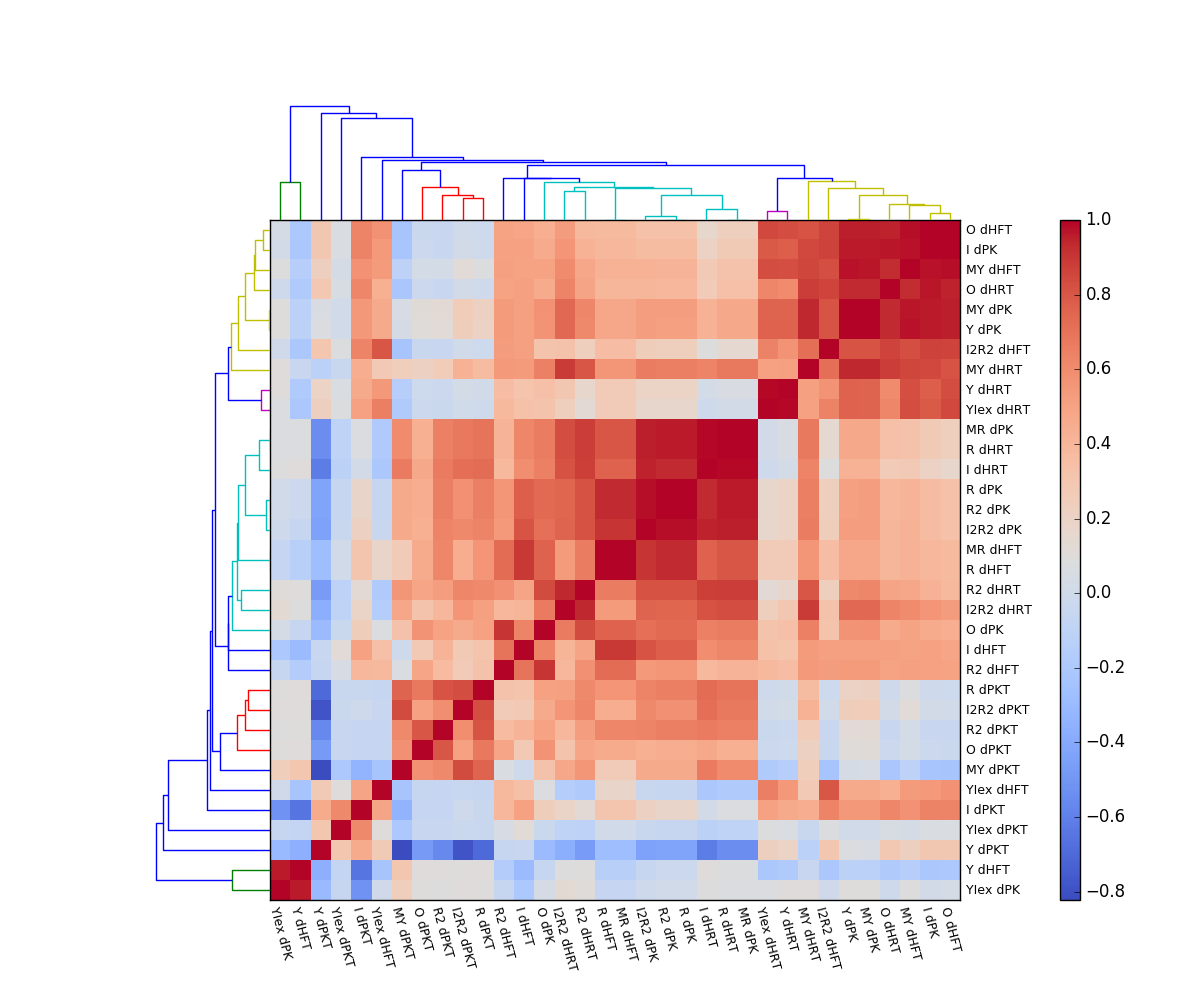 O dHFT
I dPK
MY dHFT
O dHRT
MY dPK
Y dPK
I2R2 dHFT
MY dHRT
Y dHRT
Ylex dHRT
MR dPK
R dHRT
I dHRT
R dPK
R2 dPK
I2R2 dPK
MR dHFT
R dHFT
R2 dHRT
I2R2 dHRT
O dPK
I dHFT
R2 dHFT
R dPKT
I2R2 dPKT
R2 dPKT
O dPKT
MY dPKT
Ylex dHFT
I dPKT
Ylex dPKT
Y dPKT
Y dHFT
Ylex dPK
1.0
0.8
0.6
0.4
0.2
0.0
−0.2
−0.4
−0.6
−0.8
Ylex dPK
Y dHFT
Y dPKT
Ylex dPKT
I dPKT
Ylex dHFT
MY dPKT
O dPKT
R2 dPKT
I2R2 dPKT
R dPKT
R2 dHFT
I dHFT
O dPK
I2R2 dHRT
R2 dHRT
R dHFT
MR dHFT
I2R2 dPK
R2 dPK
R dPK
I dHRT
R dHRT
MR dPK
Ylex dHRT
Y dHRT
MY dHRT
I2R2 dHFT
Y dPK
MY dPK
O dHRT
MY dHFT
I dPK
O dHFT